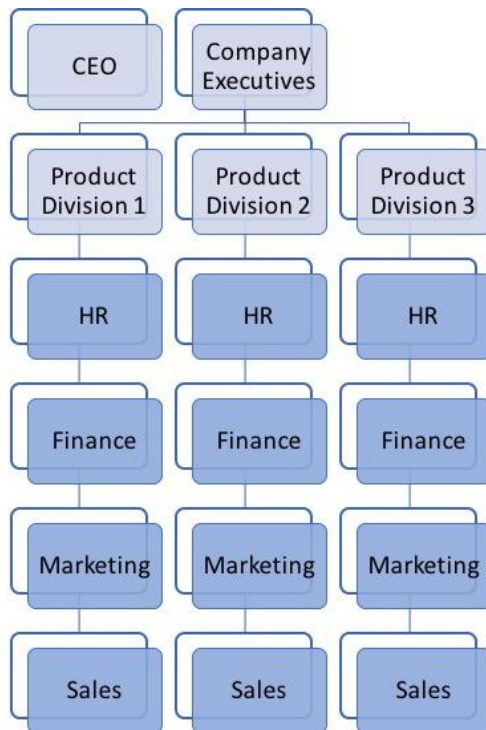 CEO
Company
Executives
Product
Division 1
Product
Division 2
Product
Division 3
HR
HR
HR
Finance
Finance
Finance
Marketing
Marketing
Marketing
Sales
Sales
Sales